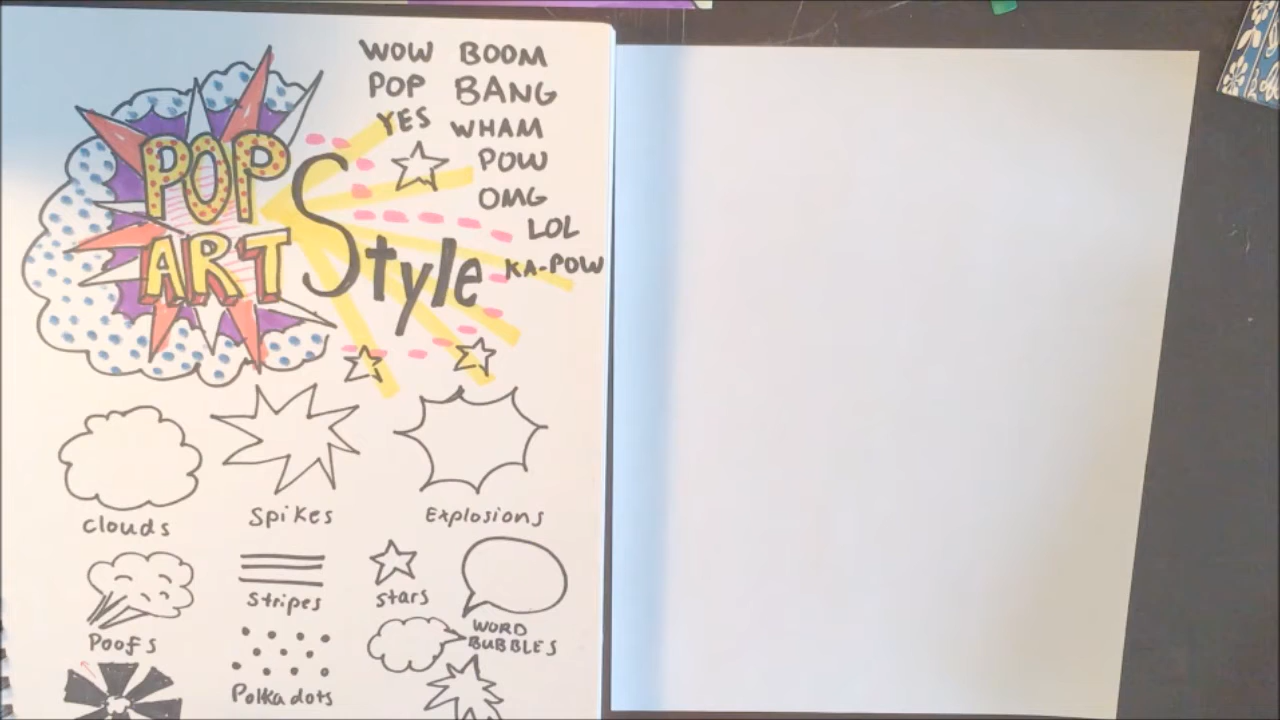 WOW BOOM
POP BANG
YES WHAM
POW
OMG
LOL
KA-POW
POP
ART Style
Clouds Spikes Explosions
Poofs Stripes Stars WORD
BUBBLES
Polka dots